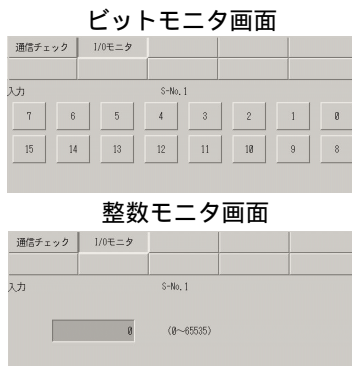 ビットモニタ画面
通信チェック I/Oモニタ
入力 S-No. 1
7 6 5 4 3 2 1 0
15 14 13 12 11 10 9 8
整数モニタ画面
通信チェック I/Oモニタ
入力 S-No. 1
0 (0~65535)